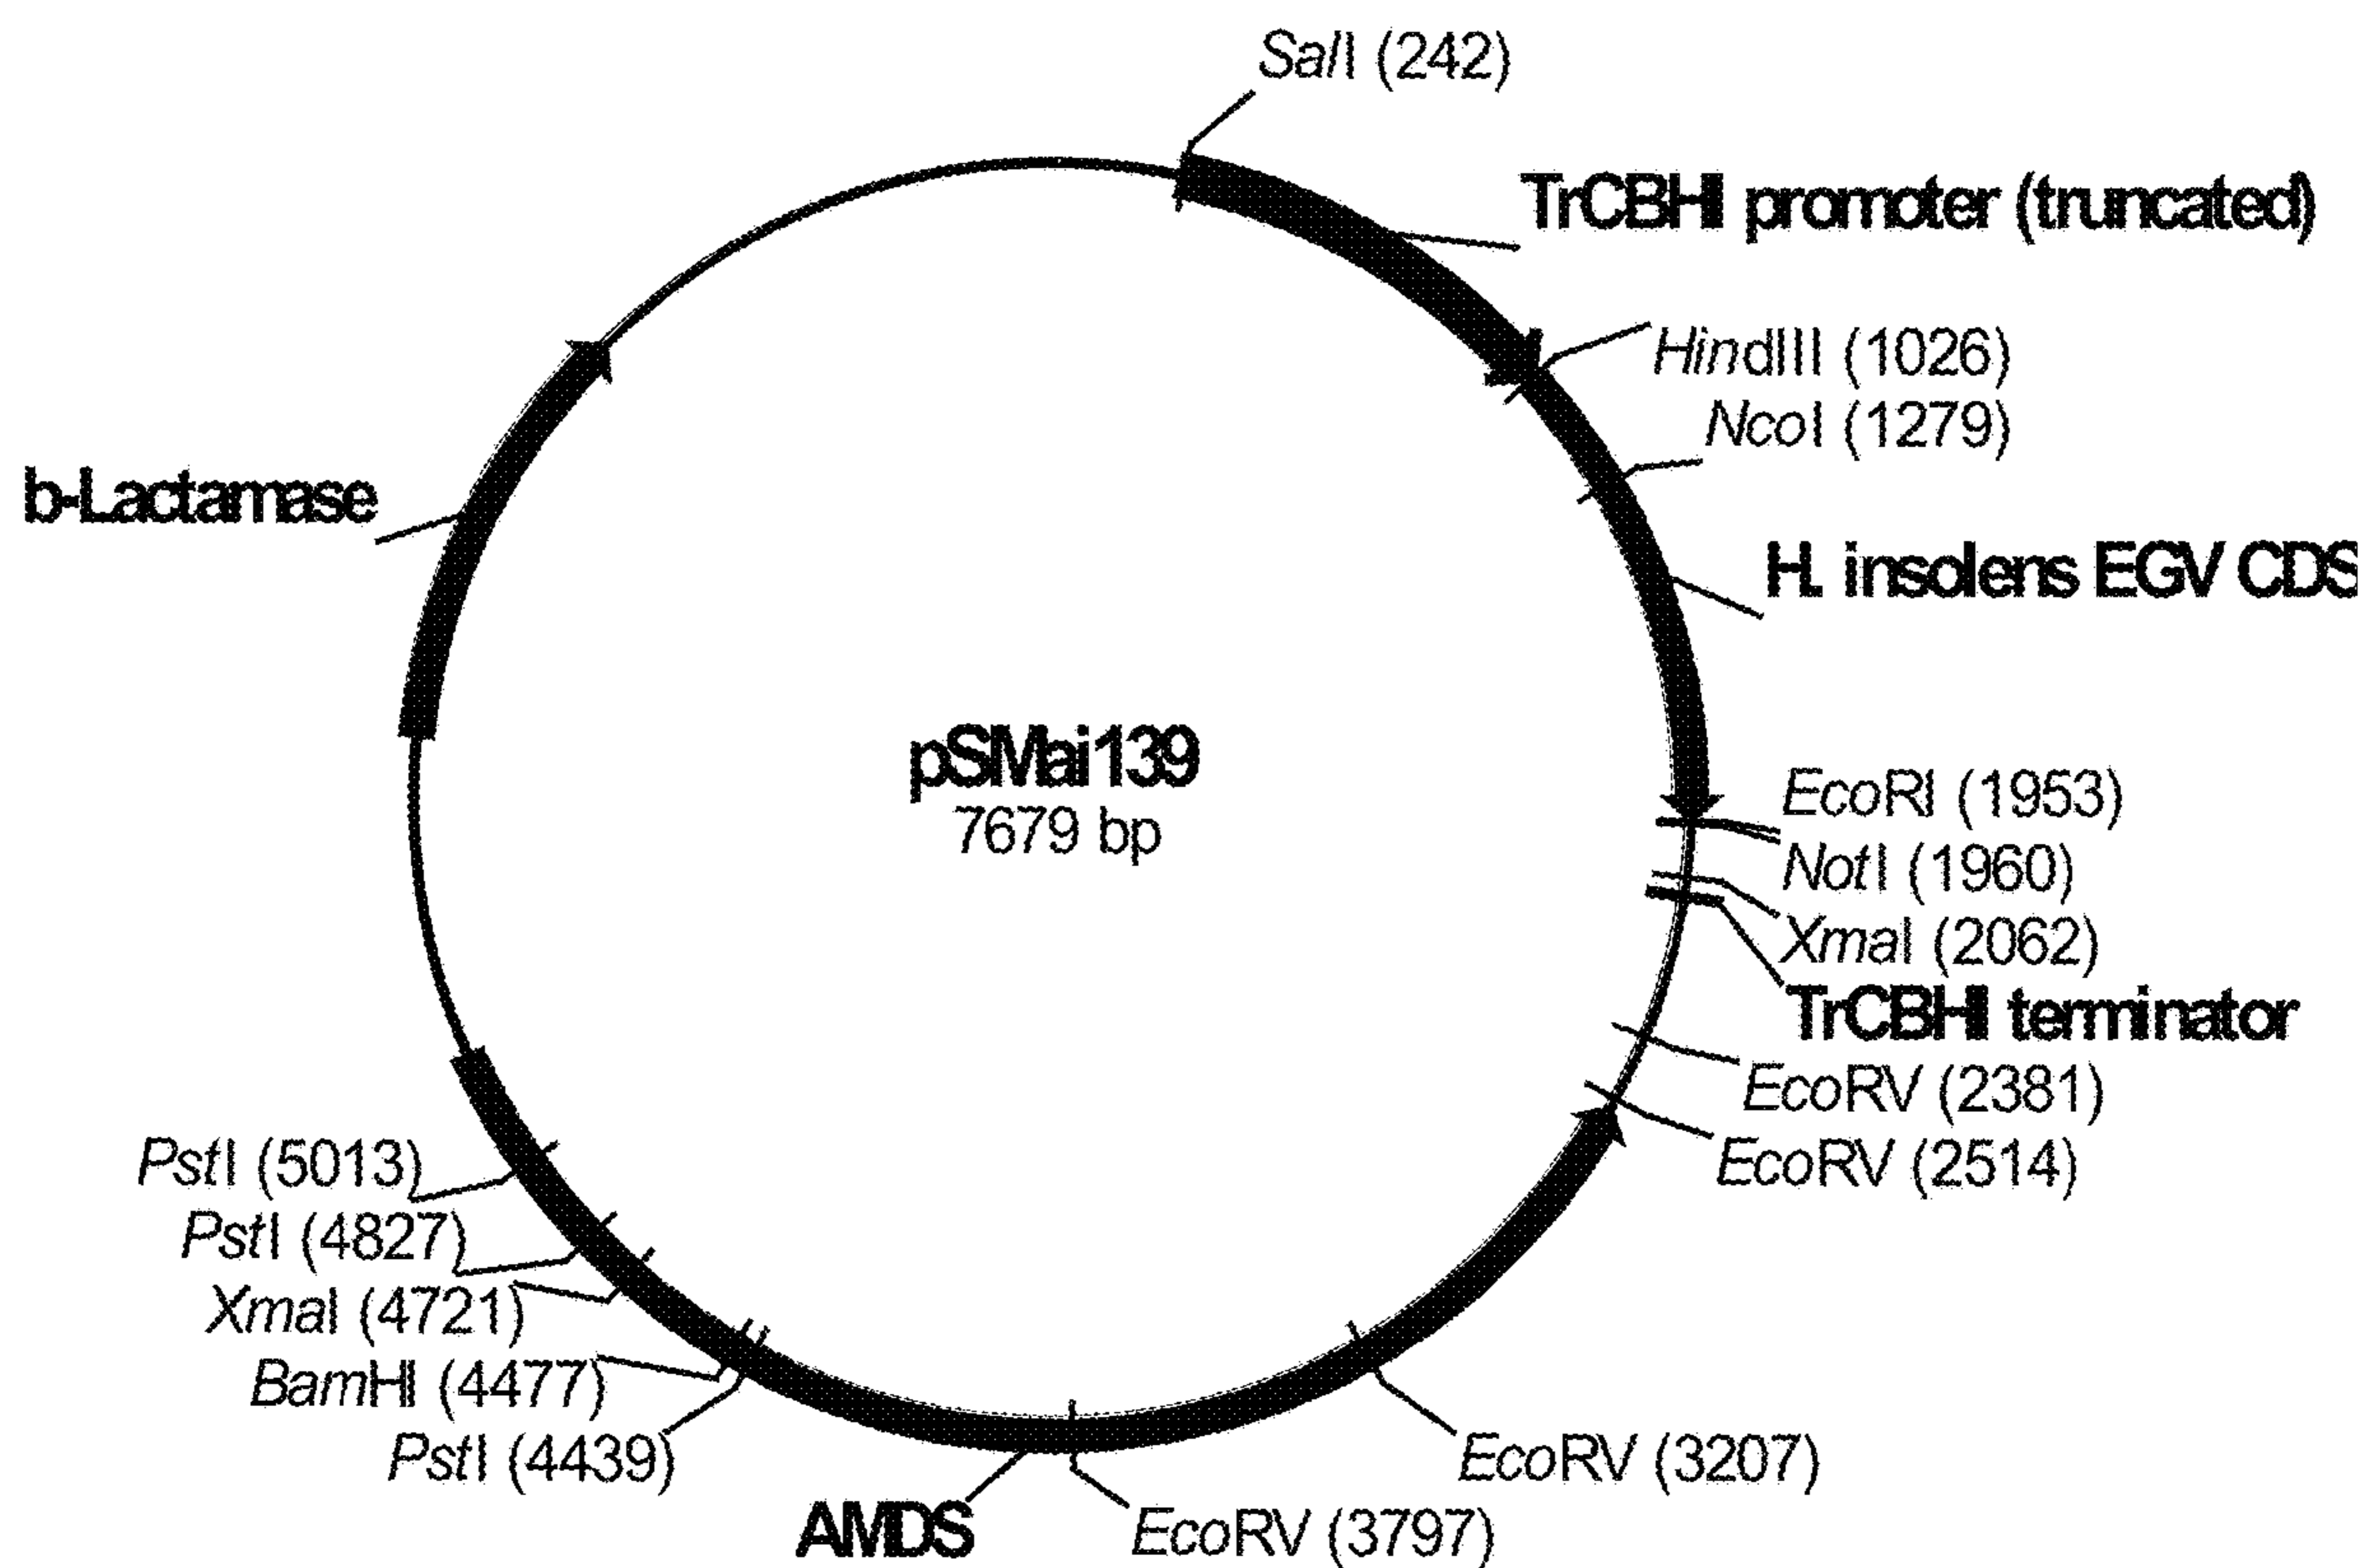 SalI (242)
TrCBHI promoter (truncated)
HindIII (1026)
NcoI (1279)
b-Lactamase
H. insolens EGV CDS
pSMai139
7679 bp
EcoRI (1953)
NotI (1960)
XmaI (2062)
TrCBHI terminator
EcoRV (2381)
EcoRV (2514)
PstI (5013)
PstI (4827)
XmaI (4721)
BamHI (4477)
PstI (4439)
EcoRV (3207)
AMDS
EcoRV (3797)